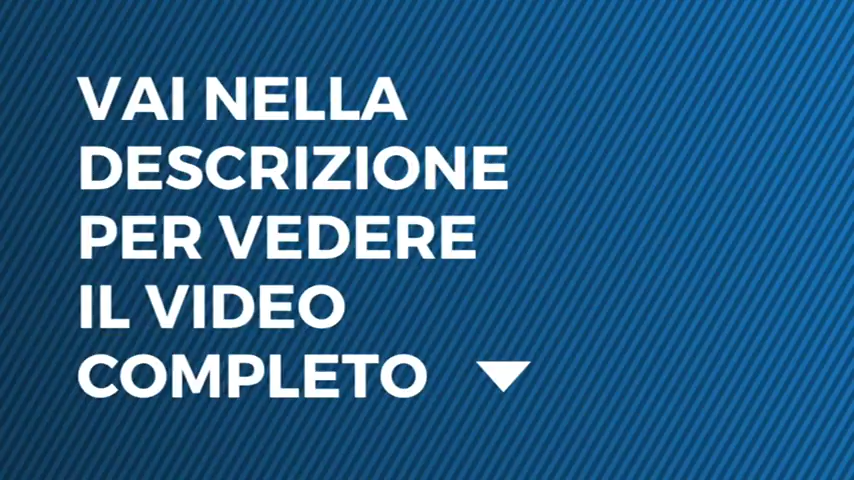 VAI NELLA
DESCRIZIONE
PER VEDERE
IL VIDEO
COMPLETO